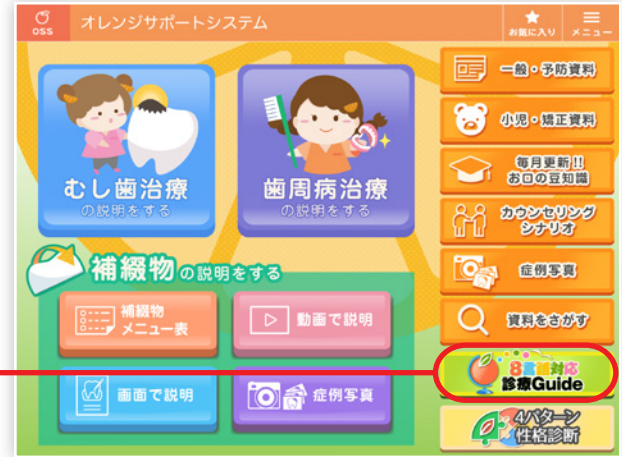 OSS
オレンジサポートシステム
お気に入り
メニュー
むし歯治療
の説明をする
歯周病治療
の説明をする
補綴物の説明をする
補綴物
メニュー表
動画で説明
画面で説明
症例写真
一般・予防資料
小児・矯正資料
毎月更新!!
お口の豆知識
カウンセリング
シナリオ
症例写真
資料をさがす
8言語対応
診療Guide
4パターン
性格診断